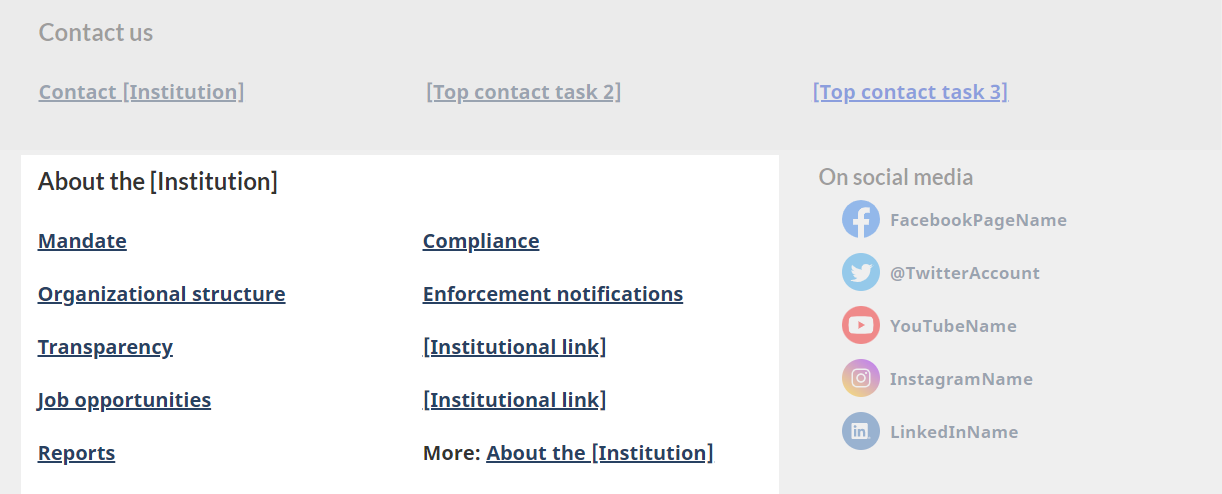 Contact us
Contact [Institution]
[Top contact task 2]
[Top contact task 3]
About the [Institution]
Mandate
Compliance
Organizational structure
Enforcement notifications
Transparency
[Institutional link]
Job opportunities
[Institutional link]
Reports
More: About the [Institution]
On social media
FacebookPageName
@TwitterAccount
YouTubeName
InstagramName
LinkedInName